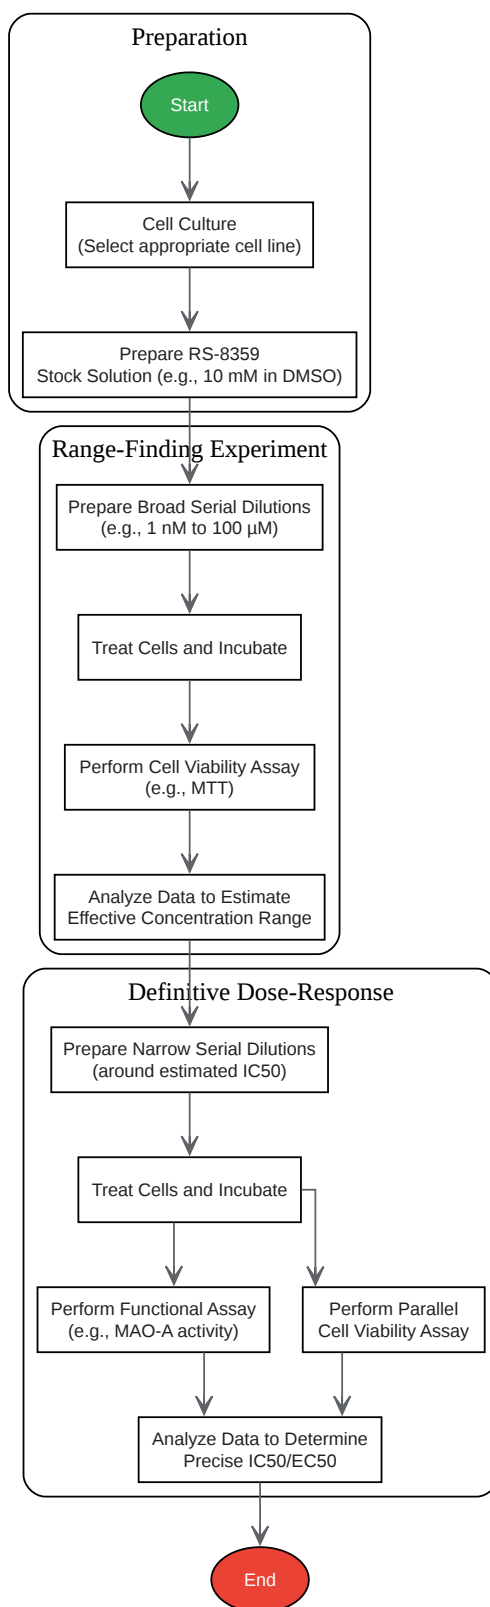 Preparation
Start
Cell Culture
(Select appropriate cell line)
Prepare RS-8359
Stock Solution (e.g., 10 mM in DMSO)
Range-Finding Experiment
Prepare Broad Serial Dilutions
(e.g., 1 nM to 100 µM)
Treat Cells and Incubate
Perform Cell Viability Assay
(e.g., MTT)
Analyze Data to Estimate
Effective Concentration Range
Definitive Dose-Response
Prepare Narrow Serial Dilutions
(around estimated IC50)
Treat Cells and Incubate
Perform Functional Assay
(e.g., MAO-A activity)
Perform Parallel
Cell Viability Assay
Analyze Data to Determine
Precise IC50/EC50
End